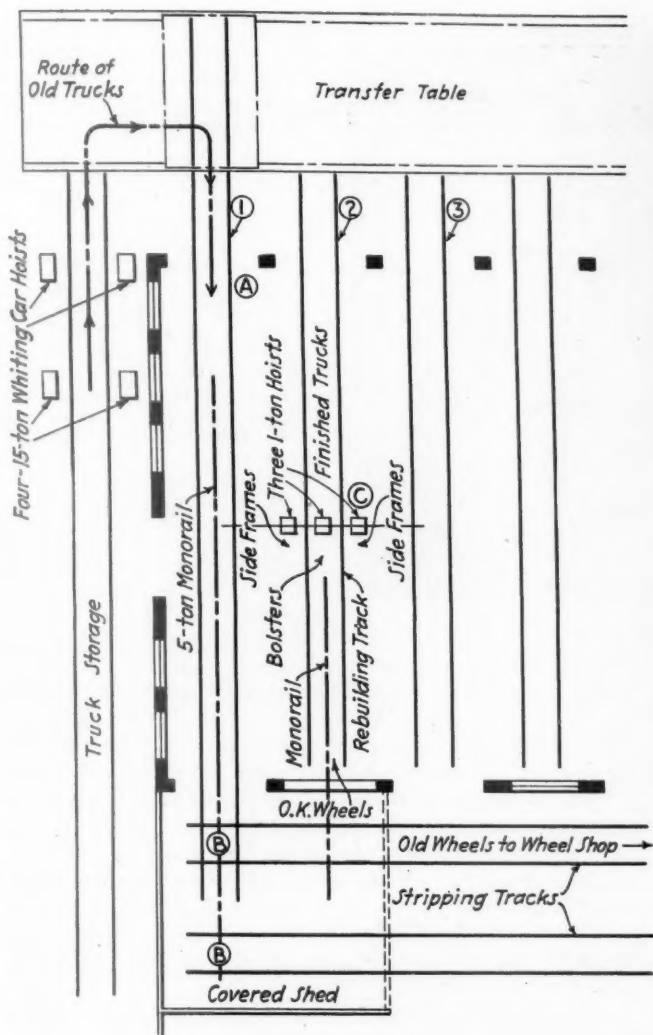 Route of
Old Trucks
Transfer Table
1
2
3
A
Four-15-ton Whiting Car Hoists
Truck Storage
5-ton Monorail
Side Frames
Three 1-ton Hoists
Finished Trucks
C
Side Frames
Bolsters
Monorail
Rebuilding Track
O.K. Wheels
B
Old Wheels to Wheel Shop
Stripping Tracks
B
Covered Shed